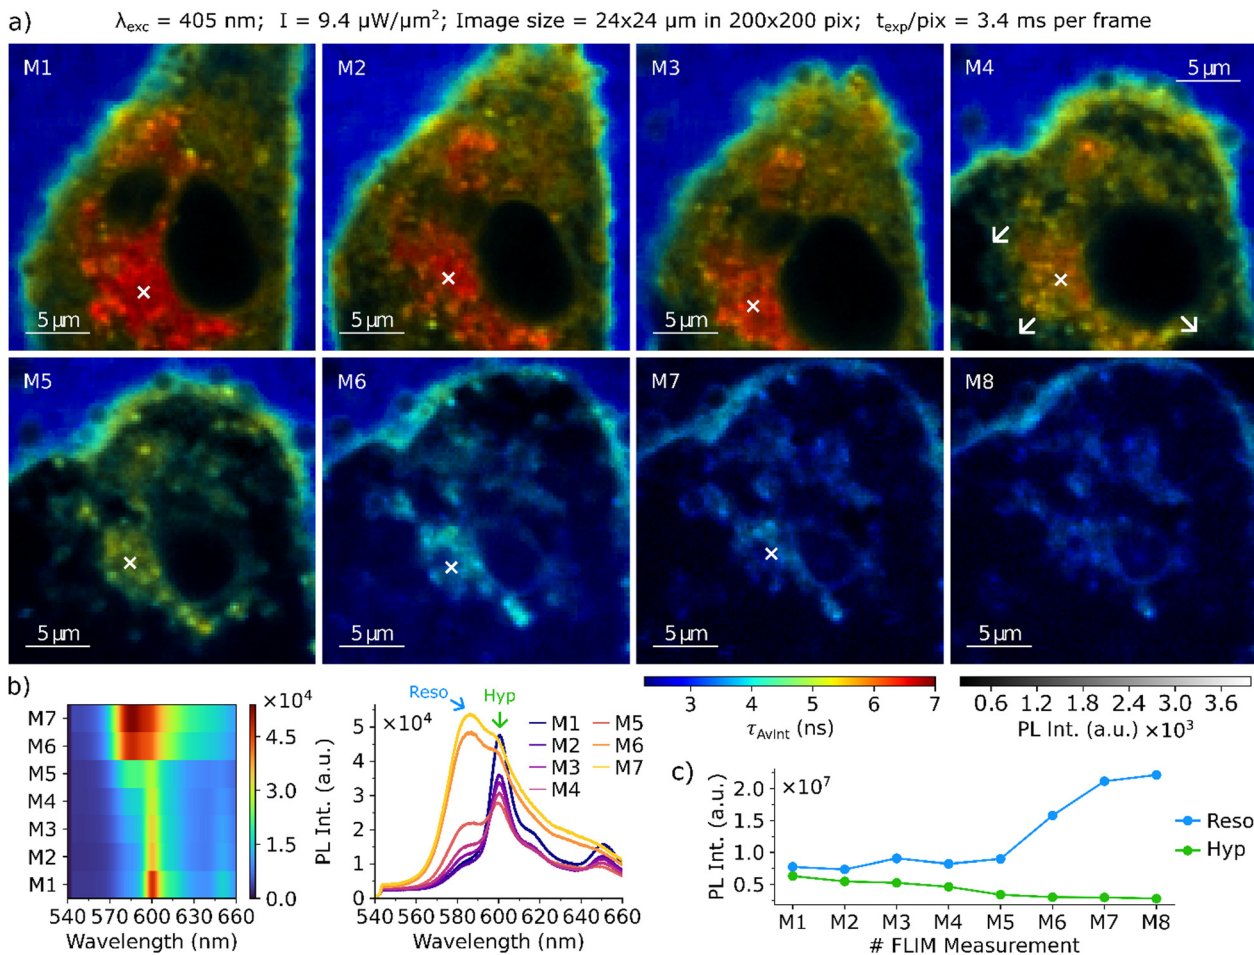 a)
λexc = 405 nm; I = 9.4 μW/μm²; Image size = 24x24 μm in 200x200 pix; texp/pix = 3.4 ms per frame
M1
M2
M3
M4
5 μm
5 μm
5 μm
5 μm
5 μm
M5
M6
M7
M8
5 μm
5 μm
5 μm
5 μm
3 4 5 6 7
τAvInt (ns)
0.6 1.2 1.8 2.4 3.0 3.6
PL Int. (a.u.) ×10³
b)
M7
M6
M5
M4
M3
M2
M1
540 570 600 630 660
Wavelength (nm)
×10⁴
4.5
3.0
1.5
0.0
Reso
Hyp
×10⁴
5
4
3
2
1
0
PL Int. (a.u.)
M1
M2
M3
M4
M5
M6
M7
540 560 580 600 620 640 660
Wavelength (nm)
c)
×10⁷
2.0
1.5
1.0
0.5
PL Int. (a.u.)
Reso
Hyp
M1 M2 M3 M4 M5 M6 M7 M8
# FLIM Measurement